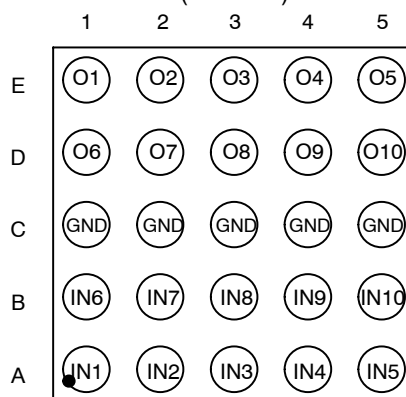 1 2 3 4 5
E O1 O2 O3 O4 O5
D O6 O7 O8 O9 O10
C GND GND GND GND GND
B IN6 IN7 IN8 IN9 IN10
A IN1 IN2 IN3 IN4 IN5